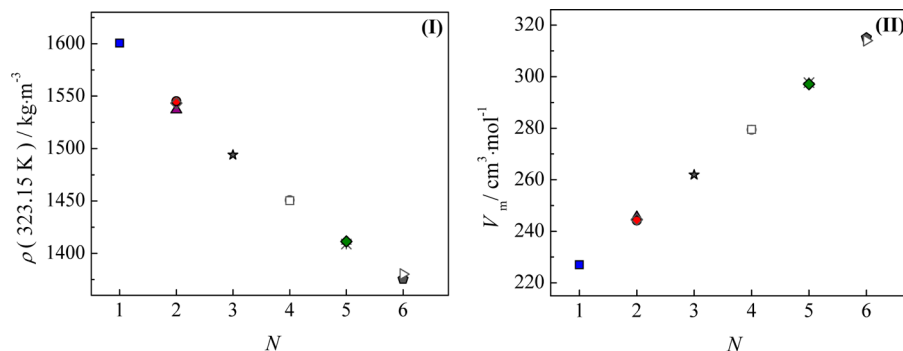 (I)
ρ ( 323.15 K ) / kg·m⁻³
1600
1550
1500
1450
1400
1 2 3 4 5 6
N
(II)
Vₘ / cm³·mol⁻¹
320
300
280
260
240
220
1 2 3 4 5 6
N